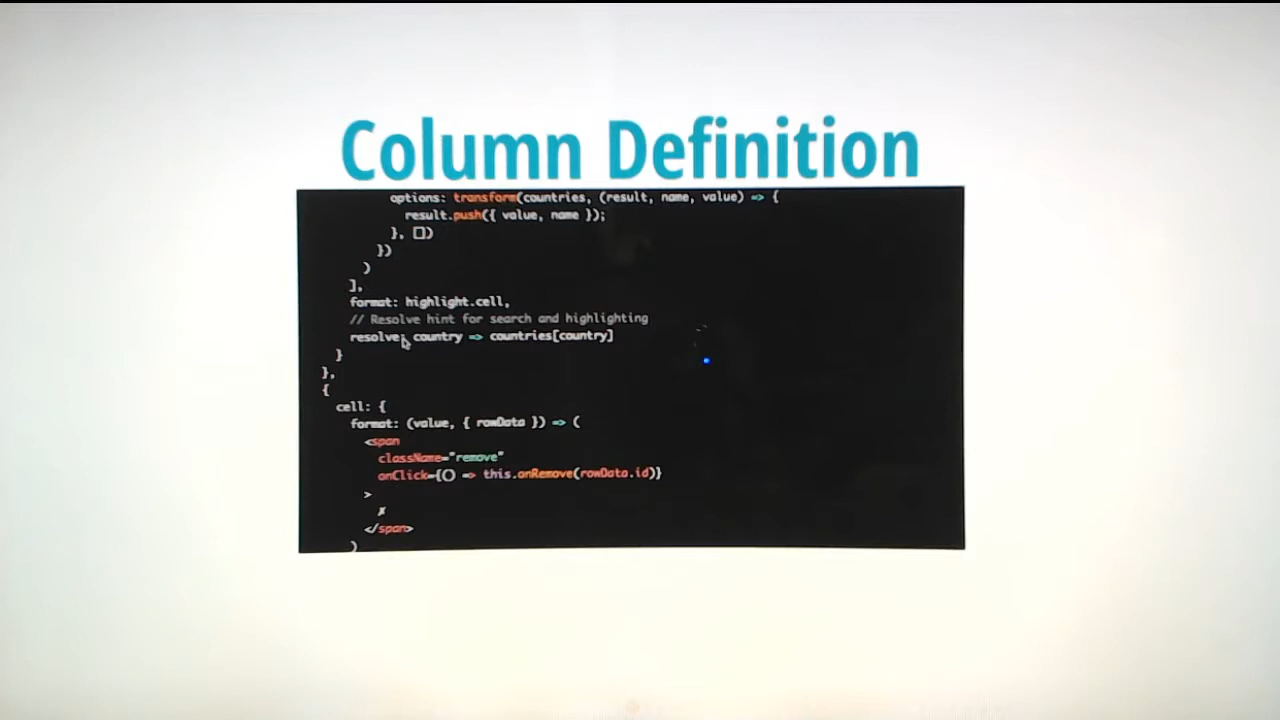 Column Definition
options: transform(countries, (result, name, value) => {
result.push({ value, name });
}, [])
})
)
],
format: highlight.cell,
// Resolve hint for search and highlighting
resolve: country => countries[country]
}
},
{
cell: {
format: (value, { rowData }) => (
<span
className="remove"
onClick={() => this.onRemove(rowData.id)}
>
✗
</span>
)